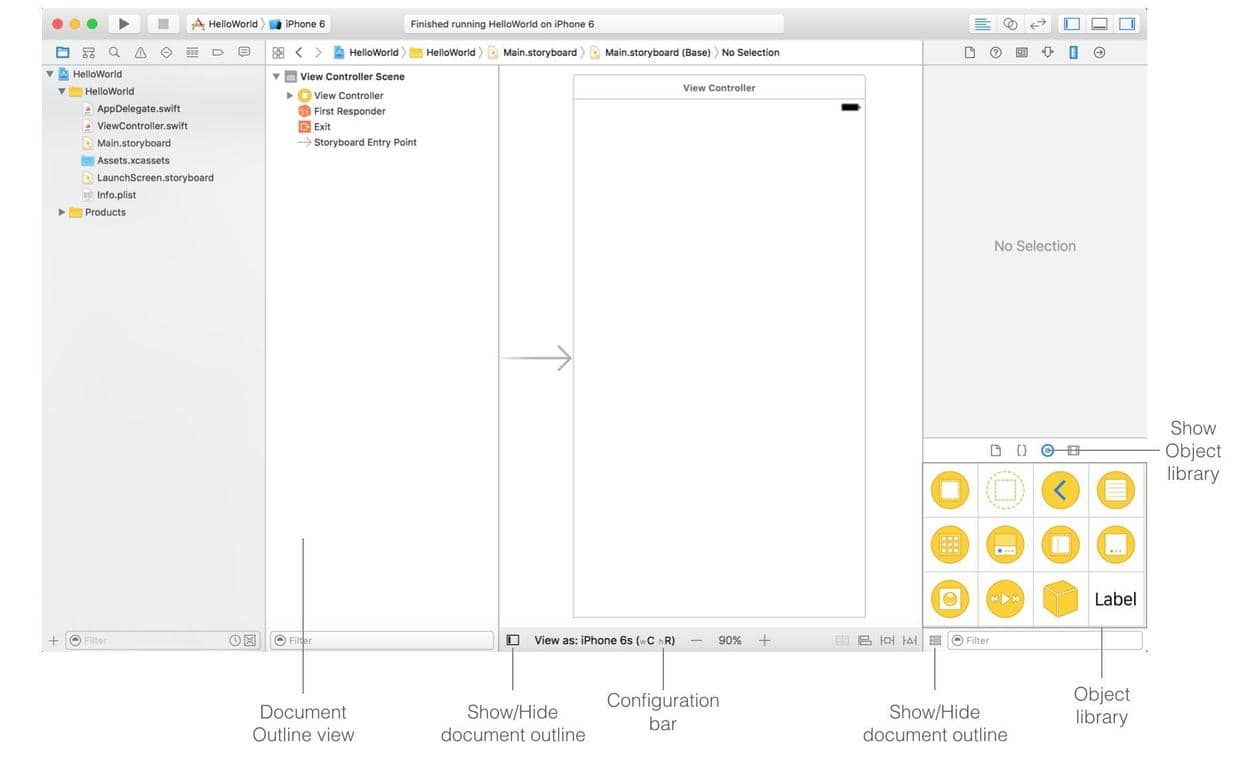 HelloWorld iPhone 6 Finished running HelloWorld on iPhone 6
HelloWorld HelloWorld Main.storyboard Main.storyboard (Base) No Selection
HelloWorld
HelloWorld
AppDelegate.swift
ViewController.swift
Main.storyboard
Assets.xcassets
LaunchScreen.storyboard
Info.plist
Products
View Controller Scene
View Controller
First Responder
Exit
Storyboard Entry Point
View Controller
No Selection
Show
Object
library
Label
Filter
Filter
View as: iPhone 6s (wC hR) — 90% +
Filter
Document
Outline view
Show/Hide
document outline
Configuration
bar
Show/Hide
document outline
Object
library